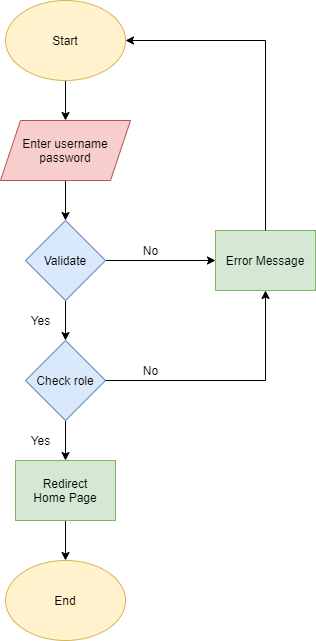 Start
Enter username
password
Validate
No
Error Message
Yes
Check role
No
Yes
Redirect
Home Page
End